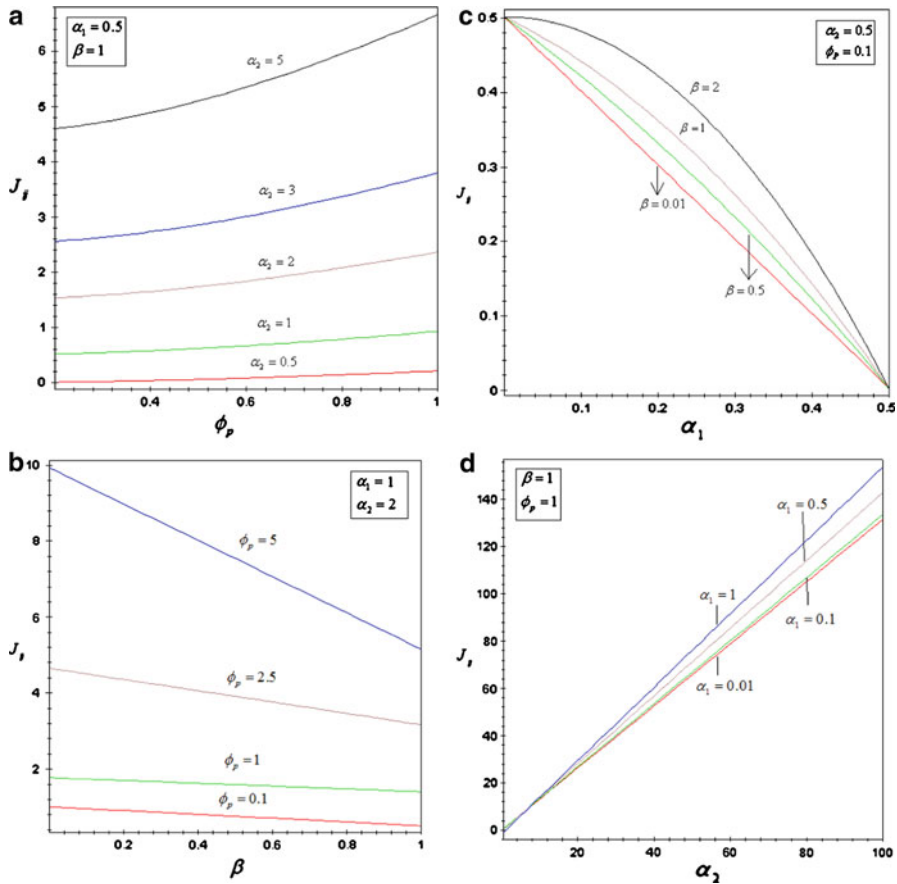 a
α₁ = 0.5
β = 1
α₂ = 5
α₂ = 3
α₂ = 2
α₂ = 1
α₂ = 0.5
6
5
4
3
2
1
0
0.4
0.6
0.8
1
ϕₚ
c
α₂ = 0.5
ϕₚ = 0.1
β = 2
β = 1
β = 0.01
β = 0.5
0.5
0.4
0.3
0.2
0.1
0
0.1
0.2
0.3
0.4
0.5
α₁
b
α₁ = 1
α₂ = 2
ϕₚ = 5
ϕₚ = 2.5
ϕₚ = 1
ϕₚ = 0.1
10
8
6
4
2
0.2
0.4
0.6
0.8
1
β
d
β = 1
ϕₚ = 1
α₁ = 0.5
α₁ = 1
α₁ = 0.1
α₁ = 0.01
140
120
100
80
60
40
20
0
20
40
60
80
100
α₂